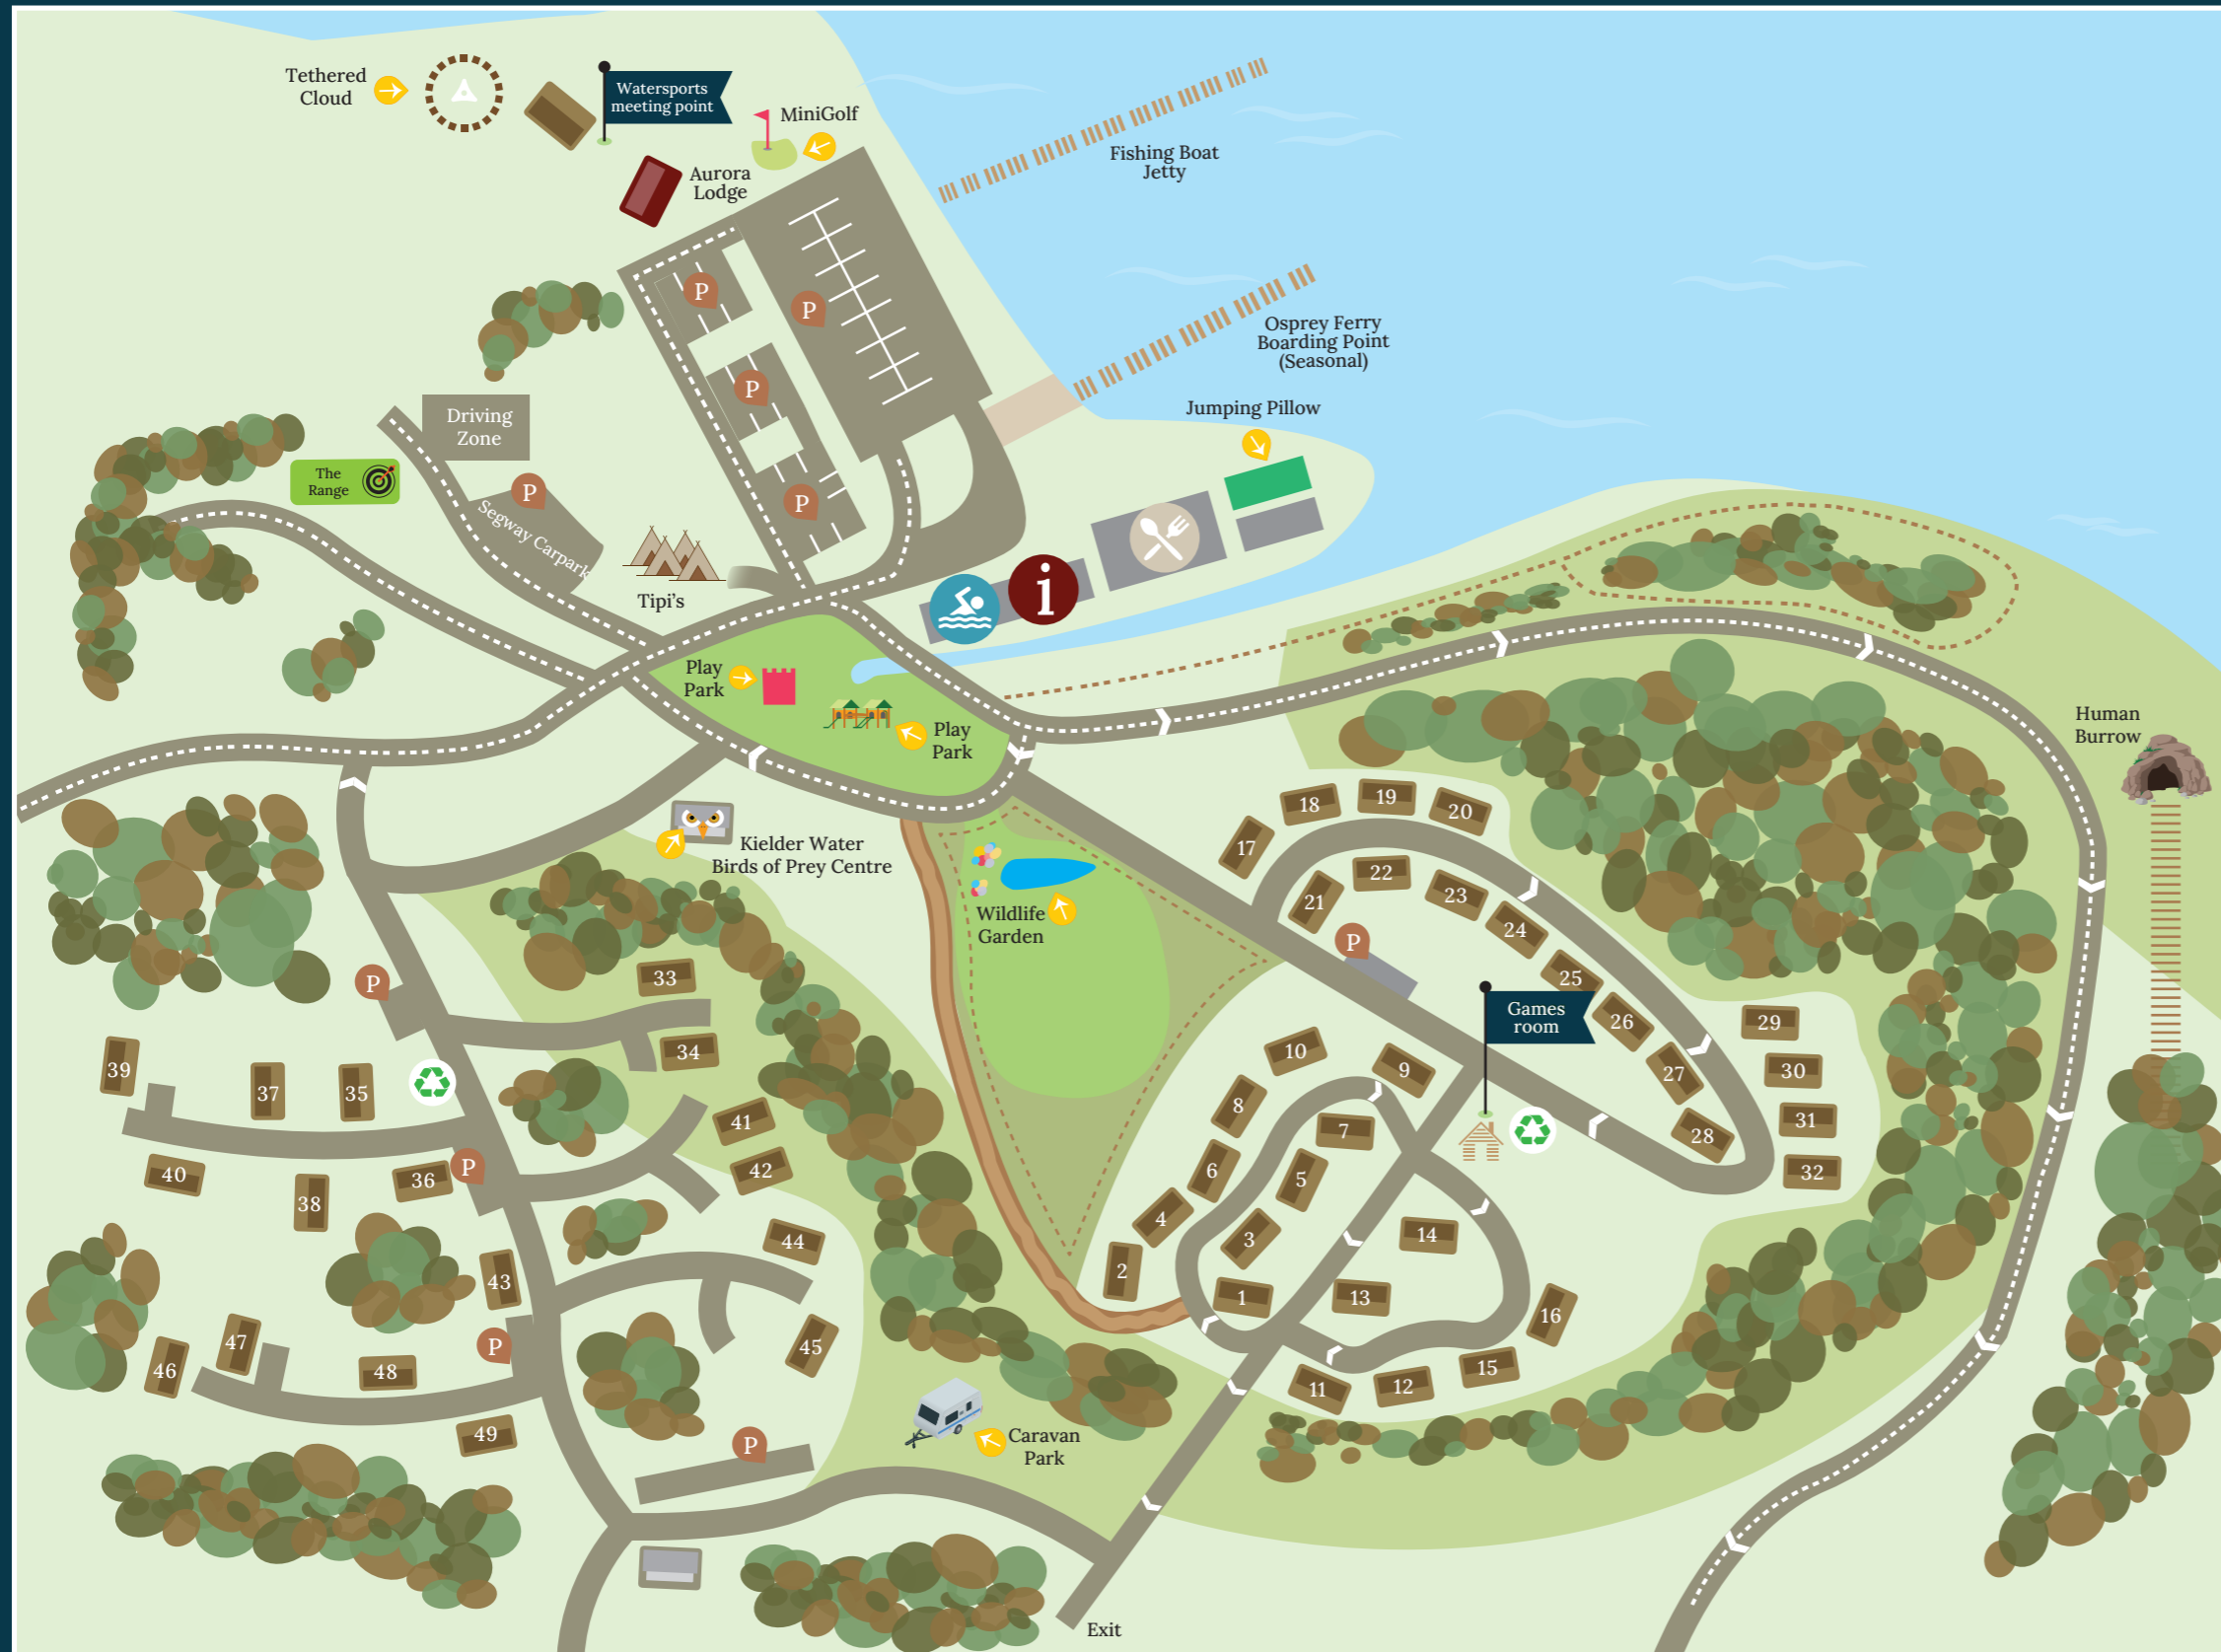 Tethered
Cloud
Watersports
meeting point
MiniGolf
Aurora
Lodge
Fishing Boat
Jetty
P
P
P
P
Osprey Ferry
Boarding Point
(Seasonal)
Jumping Pillow
Driving
Zone
The
Range
P
Segway Carpark
Tipi's
i
Play
Park
Play
Park
Human
Burrow
Kielder Water
Birds of Prey Centre
Wildlife
Garden
17
18
19
20
21
22
23
24
25
26
27
28
29
30
31
32
P
Games
room
33
34
P
39
37
35
40
38
36
P
41
42
43
44
45
46
47
48
49
P
P
10
9
8
7
6
5
4
3
2
1
14
13
16
15
12
11
Caravan
Park
Exit